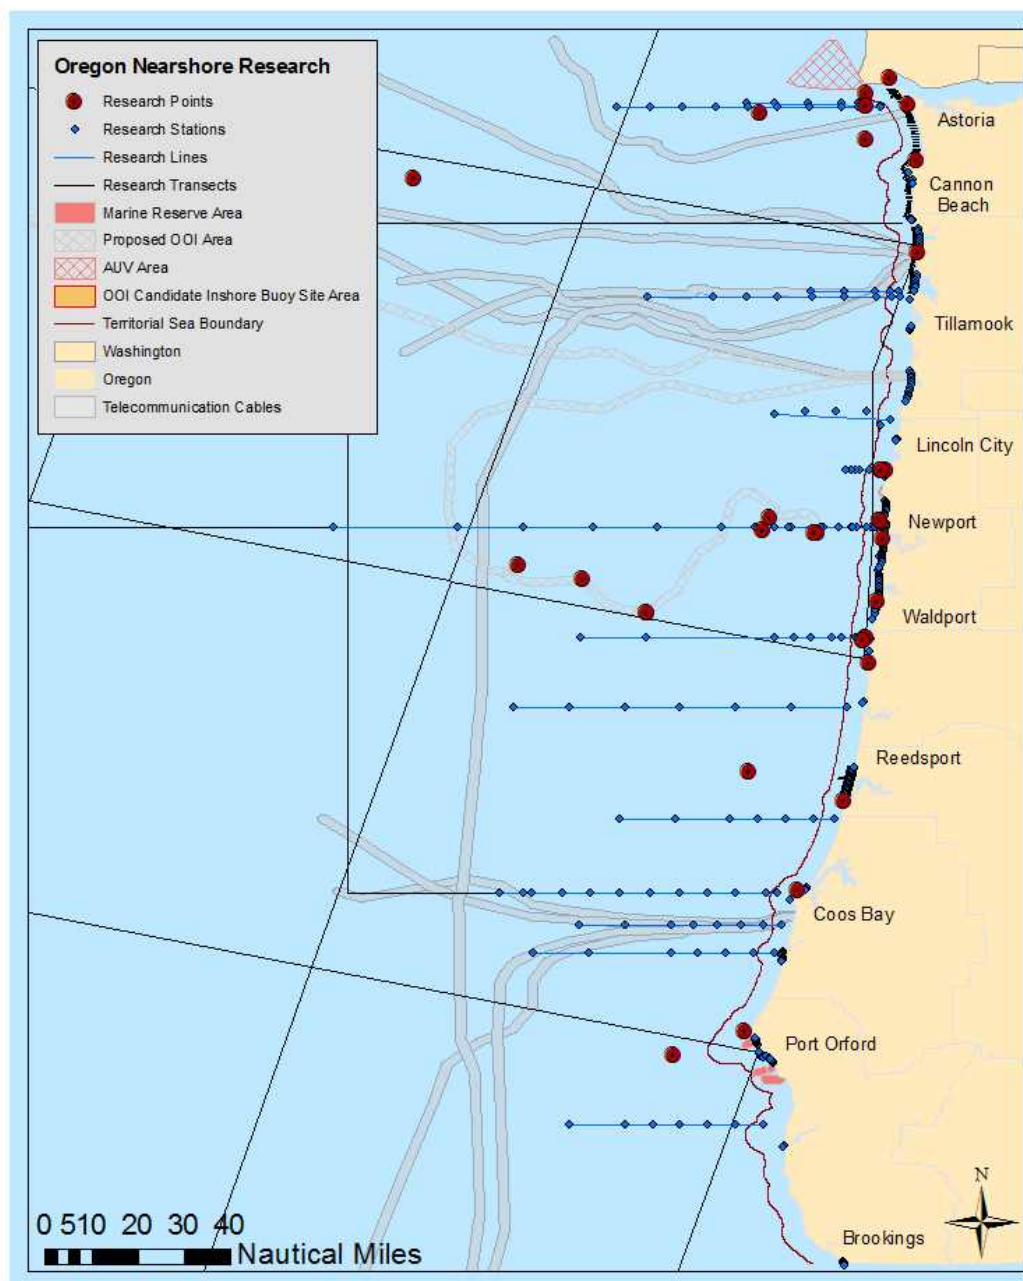 Oregon Nearshore Research
Research Points
Research Stations
Research Lines
Research Transects
Marine Reserve Area
Proposed OOI Area
AUV Area
OOI Candidate Inshore Buoy Site Area
Territorial Sea Boundary
Washington
Oregon
Telecommunication Cables
Astoria
Cannon
Beach
Tillamook
Lincoln City
Newport
Waldport
Reedsport
Coos Bay
Port Orford
N
Brookings
0 510 20 30 40
Nautical Miles